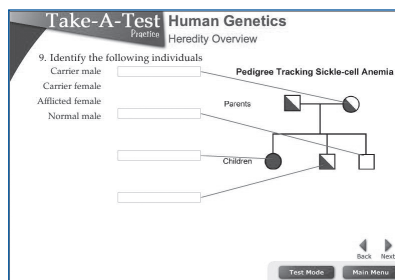 Take-A-Test
Practice
Human Genetics
Heredity Overview
9. Identify the following individuals
Carrier male
Carrier female
Afflicted female
Normal male
Pedigree Tracking Sickle-cell Anemia
Parents
Children
Back Next
Test Mode Main Menu